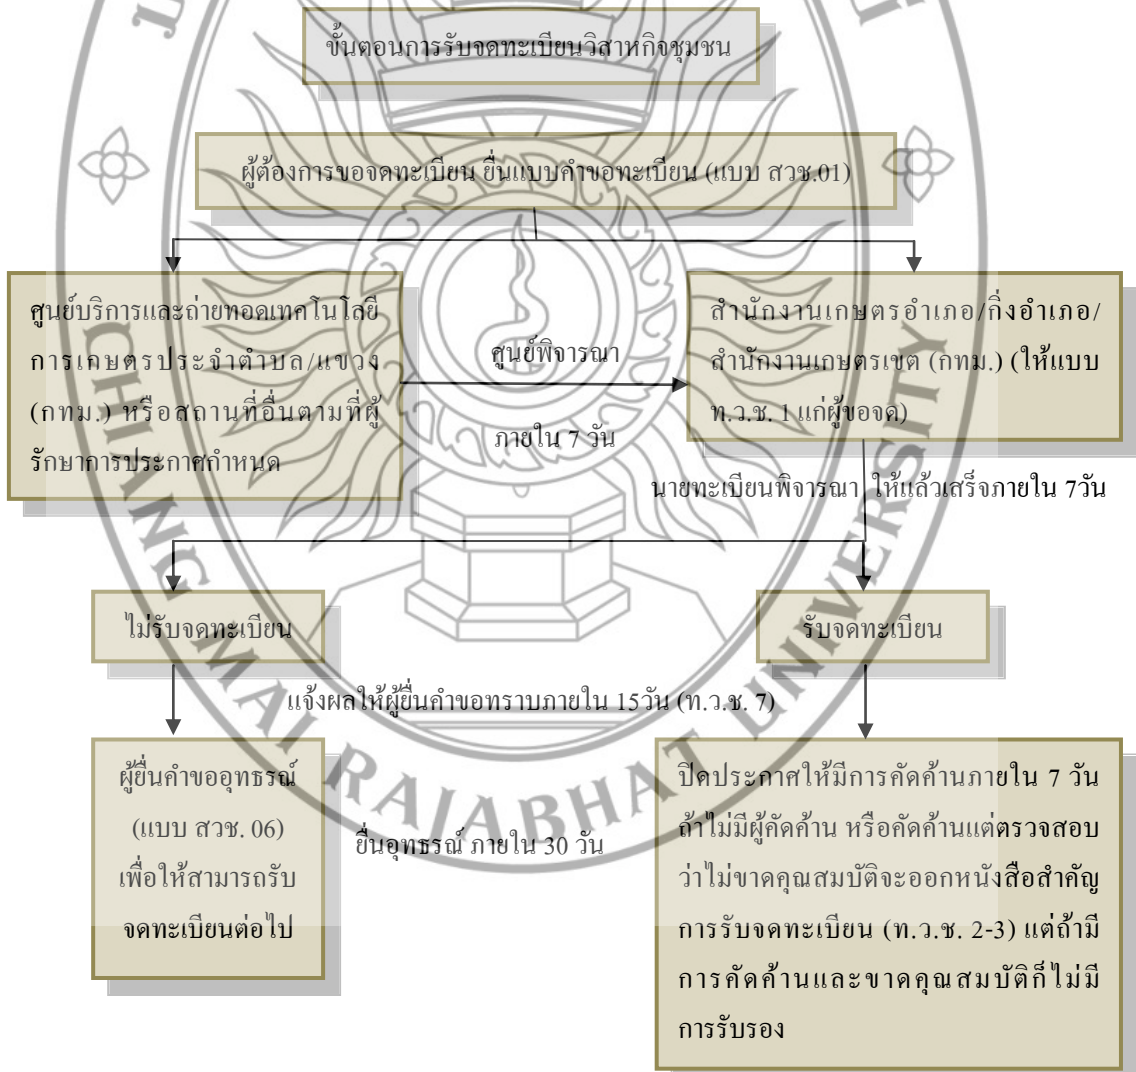 ขั้นตอนการรับจดทะเบียนวิสาหกิจชุมชน
ผู้ต้องการขอจดทะเบียน ยื่นแบบคำขอทะเบียน (แบบ สวช.01)
ศูนย์บริการและถ่ายทอดเทคโนโลยี
การเกษตรประจำตำบล/แขวง
(กทม.) หรือสถานที่อื่นตามที่ผู้
รักษาการประกาศกำหนด
ศูนย์พิจารณา
ภายใน 7 วัน
สำนักงานเกษตรอำเภอ/กิ่งอำเภอ/
สำนักงานเกษตรเขต (กทม.) (ให้แบบ
ท.ว.ช. 1 แก่ผู้ขอจด)
นายทะเบียนพิจารณา ให้แล้วเสร็จภายใน 7วัน
ไม่รับจดทะเบียน
รับจดทะเบียน
แจ้งผลให้ผู้ยื่นคำขอทราบภายใน 15วัน (ท.ว.ช. 7)
ผู้ยื่นคำขออุทธรณ์
(แบบ สวช. 06)
เพื่อให้สามารถรับ
จดทะเบียนต่อไป
ยื่นอุทธรณ์ ภายใน 30 วัน
ปิดประกาศให้มีการคัดค้านภายใน 7 วัน
ถ้าไม่มีผู้คัดค้าน หรือคัดค้านแต่ตรวจสอบ
ว่าไม่ขาดคุณสมบัติจะออกหนังสือสำคัญ
การรับจดทะเบียน (ท.ว.ช. 2-3) แต่ถ้ามี
การคัดค้านและขาดคุณสมบัติก็ไม่มี
การรับรอง
CHIANG MAI RAJABHAT UNIVERSITY